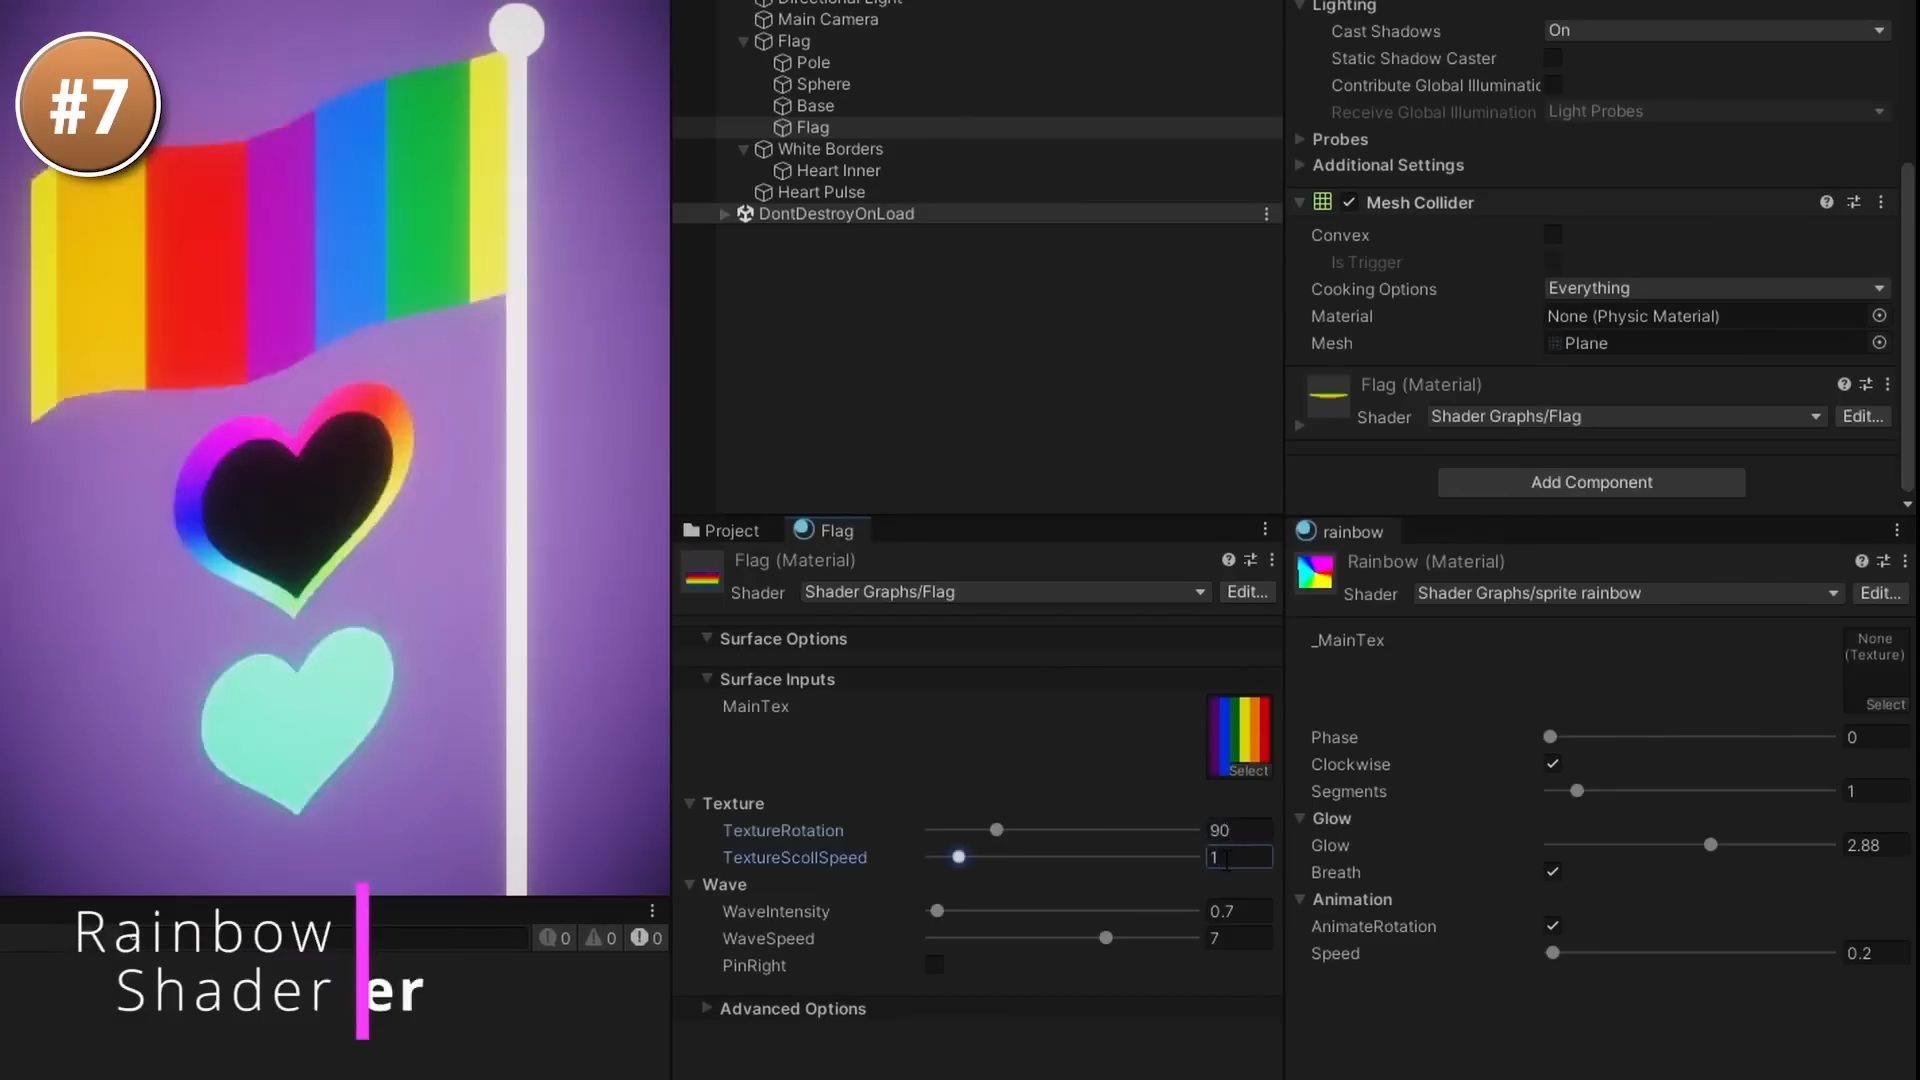 #7
Rainbow
Shader
er
Main Camera
Flag
Pole
Sphere
Base
Flag
White Borders
Heart Inner
Heart Pulse
DontDestroyOnLoad
Lighting
Cast Shadows On
Static Shadow Caster
Contribute Global Illuminatic
Receive Global Illumination Light Probes
Probes
Additional Settings
Mesh Collider
Convex
Is Trigger
Cooking Options Everything
Material None (Physic Material)
Mesh Plane
Flag (Material)
Shader Shader Graphs/Flag Edit...
Add Component
Project Flag
Flag (Material)
Shader Shader Graphs/Flag Edit...
Surface Options
Surface Inputs
MainTex
Select
Texture
TextureRotation 90
TextureScollSpeed 1
Wave
WaveIntensity 0.7
WaveSpeed 7
PinRight
Advanced Options
0 0 0
rainbow
Rainbow (Material)
Shader Shader Graphs/sprite rainbow Edit...
_MainTex
None
(Texture)
Select
Phase 0
Clockwise
Segments 1
Glow
Glow 2.88
Breath
Animation
AnimateRotation
Speed 0.2